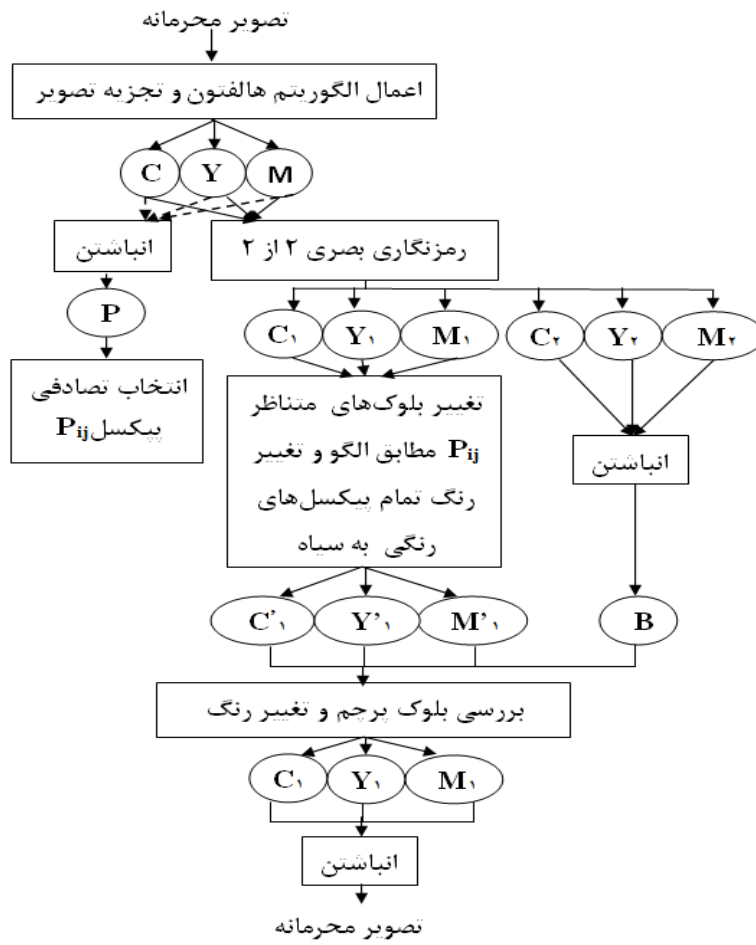 تصویر محرمانه
اعمال الگوریتم هالفتون و تجزیه تصویر
C Y M
انباشتن
رمزنگاری بصری ۲ از ۲
P
C۱ Y۱ M۱ C۲ Y۲ M۲
انتخاب تصادفی
پیکسل Pij
تغییر بلوک‌های متناظر
Pij مطابق الگو و تغییر
رنگ تمام پیکسل‌های
رنگی به سیاه
انباشتن
C’۱ Y’۱ M’۱ B
بررسی بلوک پرچم و تغییر رنگ
C۱ Y۱ M۱
انباشتن
تصویر محرمانه